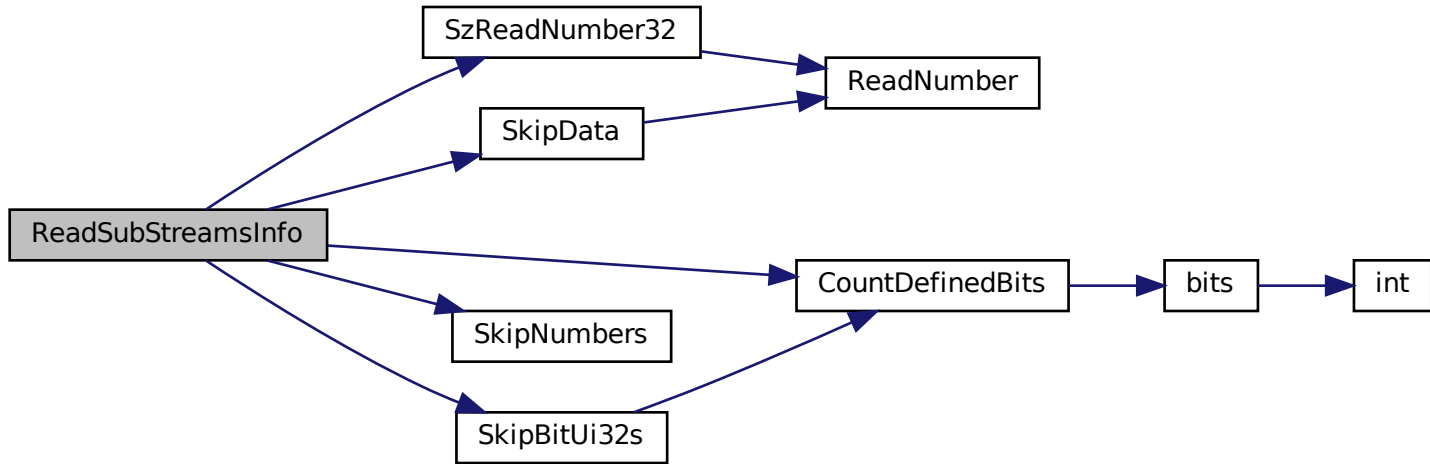 SzReadNumber32
ReadNumber
SkipData
ReadSubStreamsInfo
CountDefinedBits
bits
int
SkipNumbers
SkipBitUi32s